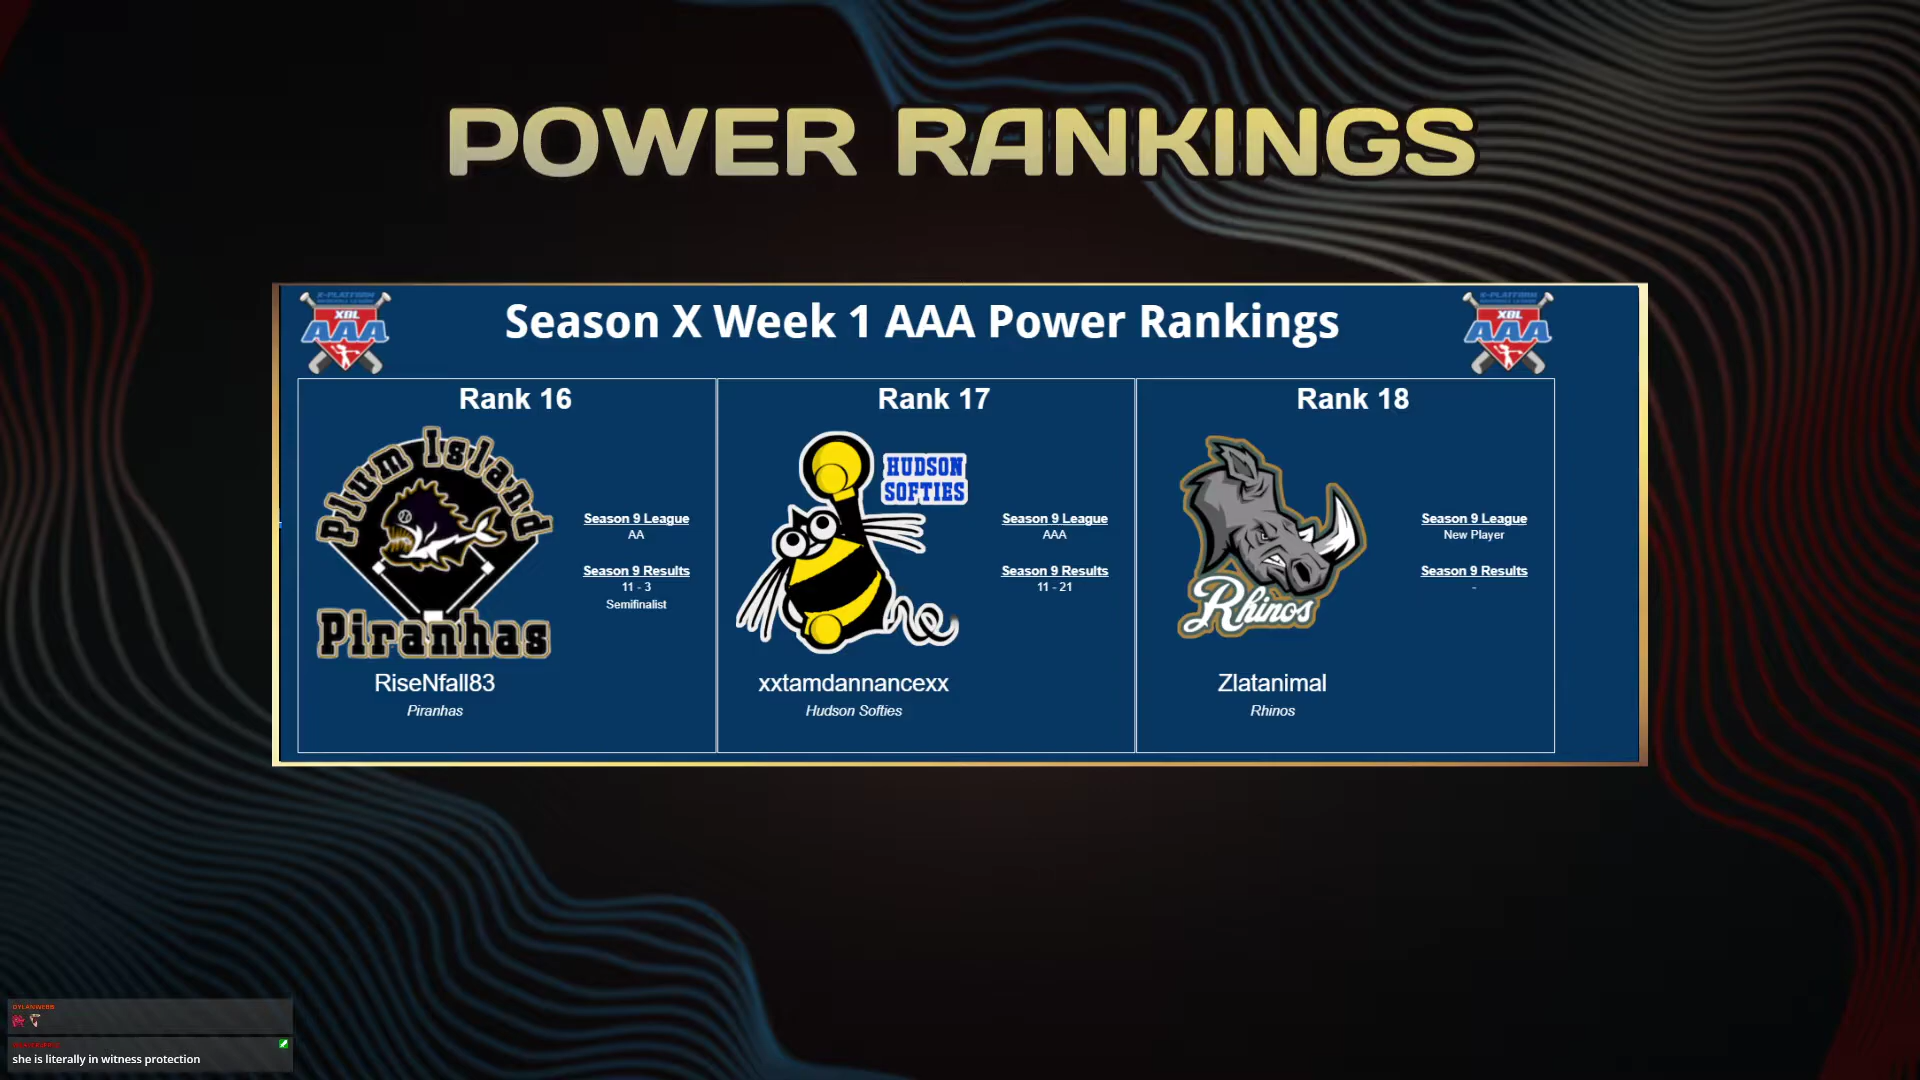 POWER RANKINGS
X-PLATFORM
XBL
AAA
Season X Week 1 AAA Power Rankings
X-PLATFORM
XBL
AAA
Rank 16
Plum Island
Piranhas
Season 9 League
AA
Season 9 Results
11 - 3
Semifinalist
RiseNfall83
Piranhas
Rank 17
HUDSON
SOFTIES
Season 9 League
AAA
Season 9 Results
11 - 21
xxtamdannancexx
Hudson Softies
Rank 18
Rhinos
Season 9 League
New Player
Season 9 Results
-
Zlatanimal
Rhinos
DYLANWEBB
she is literally in witness protection